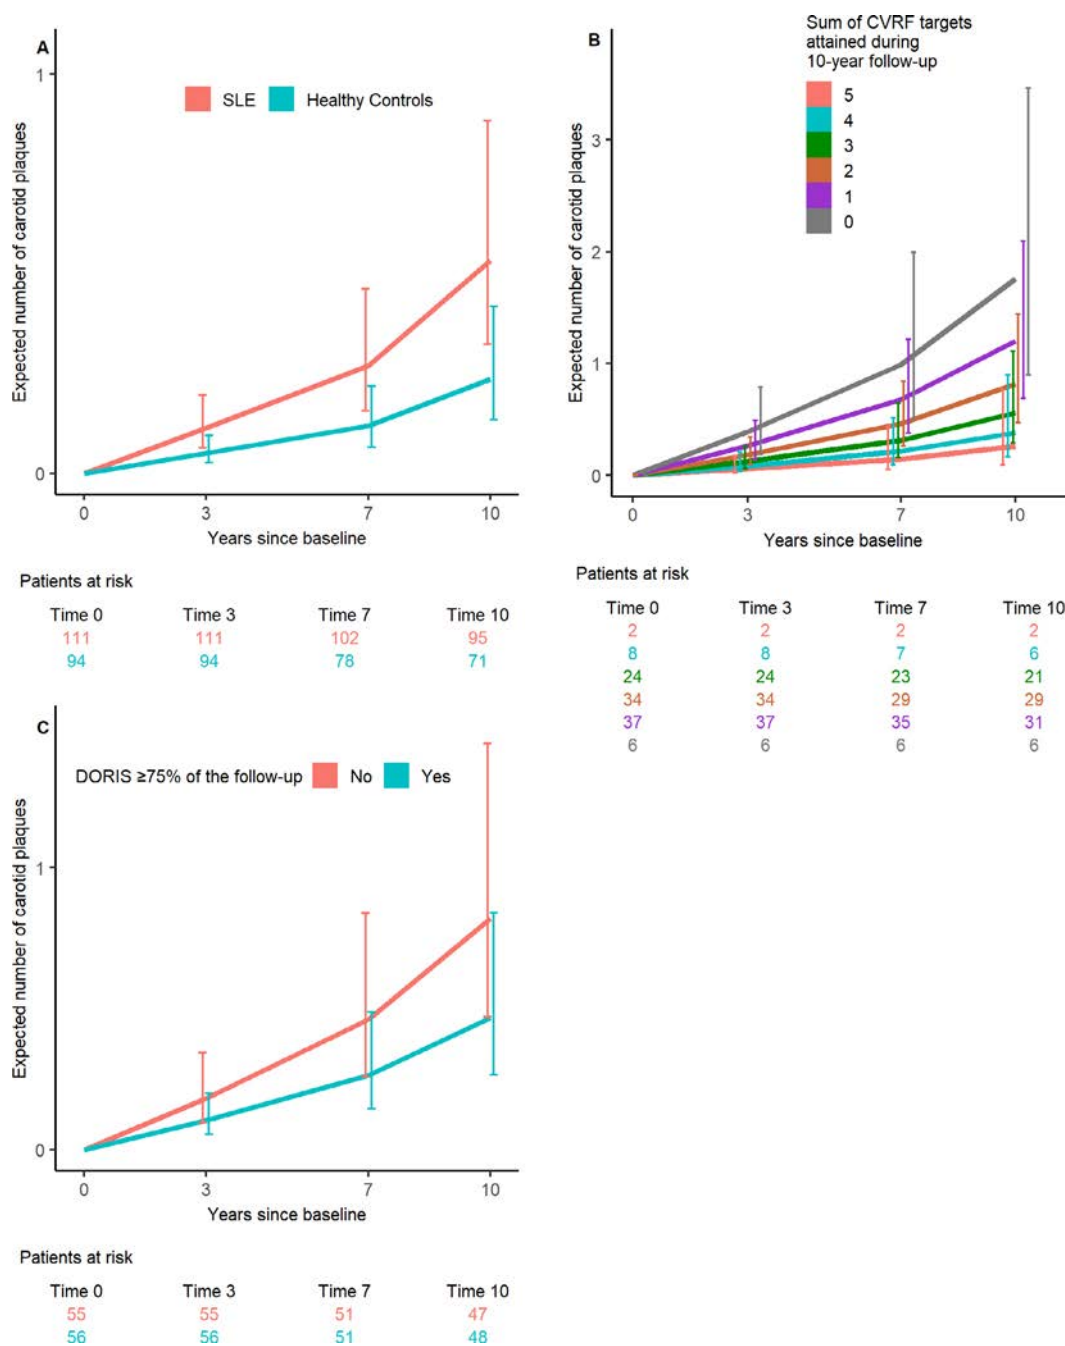 A
1
SLE Healthy Controls
Expected number of carotid plaques
0
0 3 7 10
Years since baseline
Patients at risk
Time 0 Time 3 Time 7 Time 10
111 111 102 95
94 94 78 71
B
Sum of CVRF targets
attained during
10-year follow-up
5
4
3
2
1
0
Expected number of carotid plaques
3
2
1
0
0 3 7 10
Years since baseline
Patients at risk
Time 0 Time 3 Time 7 Time 10
2 2 2 2
8 8 7 6
24 24 23 21
34 34 29 29
37 37 35 31
6 6 6 6
C
DORIS ≥75% of the follow-up No Yes
Expected number of carotid plaques
1
0
0 3 7 10
Years since baseline
Patients at risk
Time 0 Time 3 Time 7 Time 10
55 55 51 47
56 56 51 48